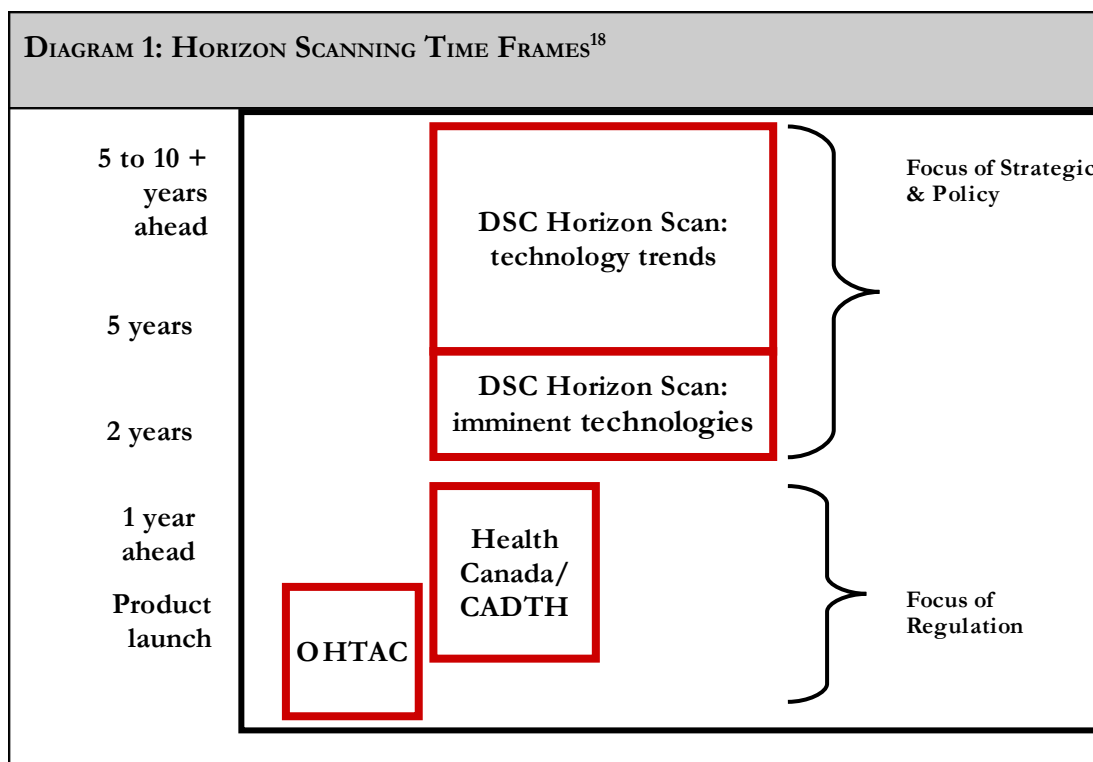 DIAGRAM 1: HORIZON SCANNING TIME FRAMES18
5 to 10 +
years
ahead
5 years
2 years
1 year
ahead
Product
launch
DSC Horizon Scan:
technology trends
DSC Horizon Scan:
imminent technologies
Health
Canada/
CADTH
OHTAC
Focus of Strategic
& Policy
Focus of
Regulation